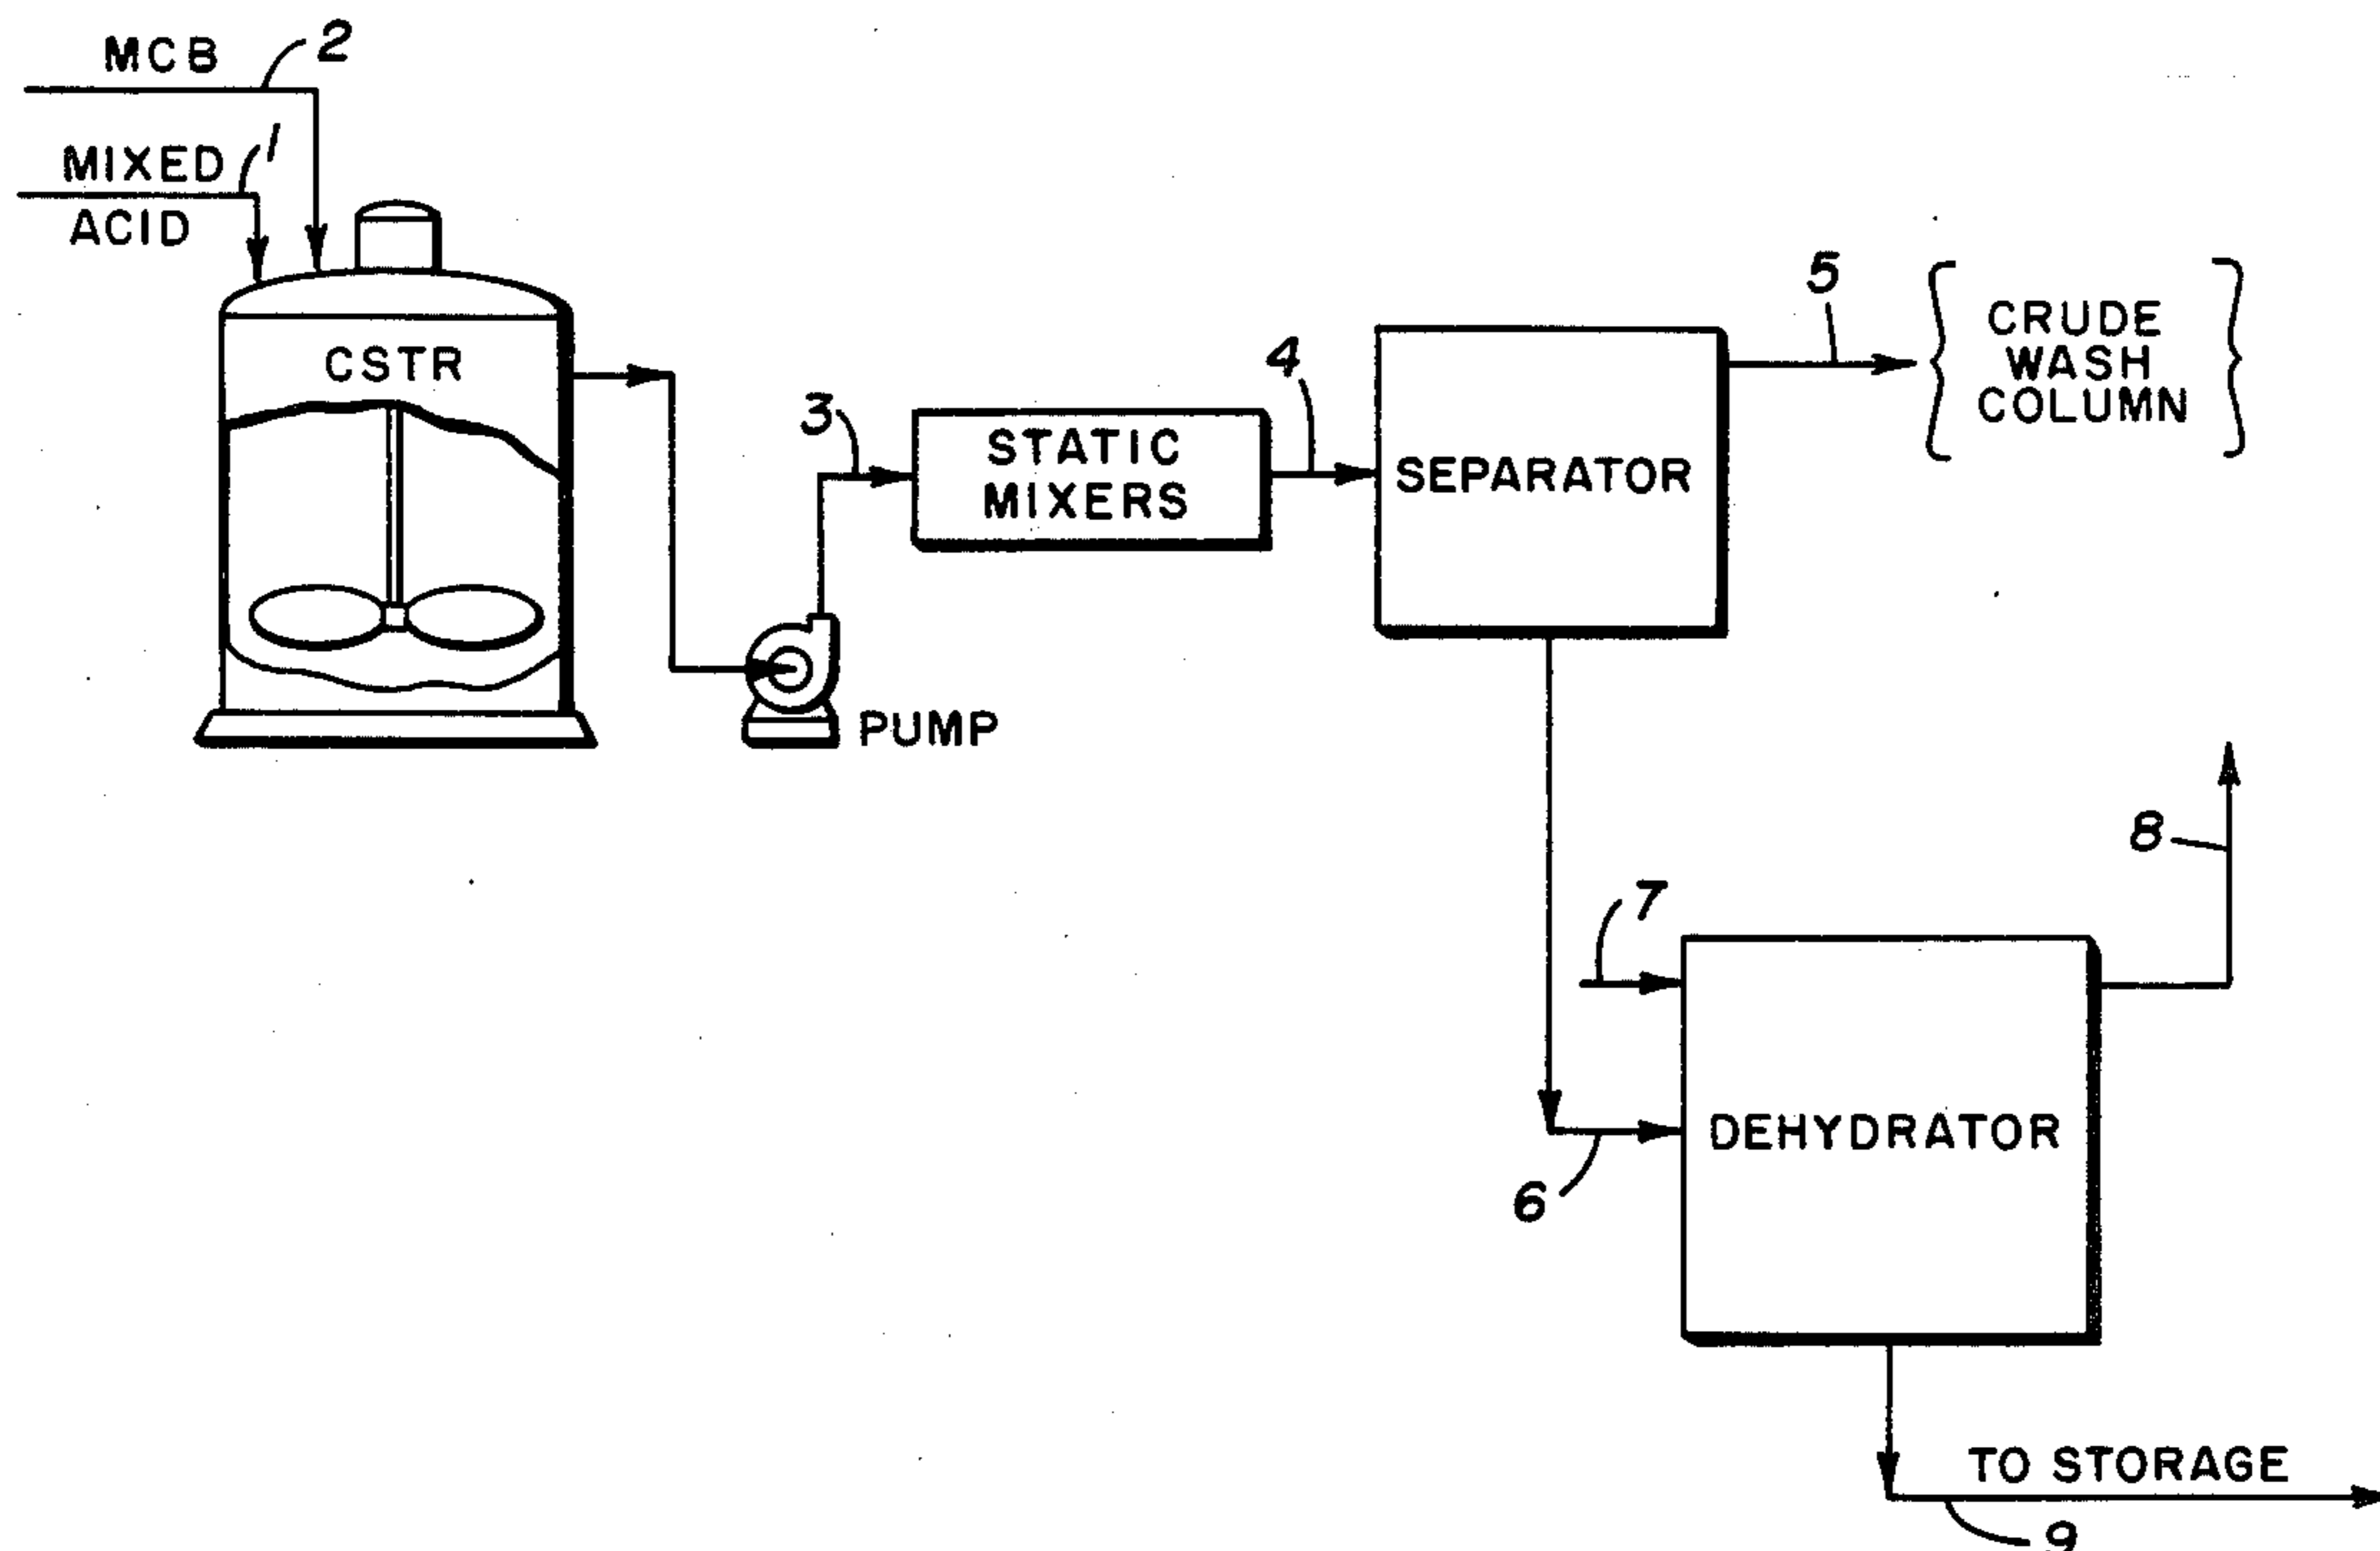 MCB
2
MIXED
1
ACID
CSTR
3
STATIC
MIXERS
4
SEPARATOR
5
CRUDE
WASH
COLUMN
PUMP
8
7
DEHYDRATOR
6
TO STORAGE
9